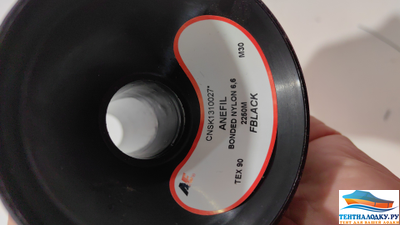 CNSK1310027*
ANEFIL
BONDED NYLON 6,6
2260M
FBLACK
TEX 90
M30
ТЕНТНАЛОДКУ.РУ